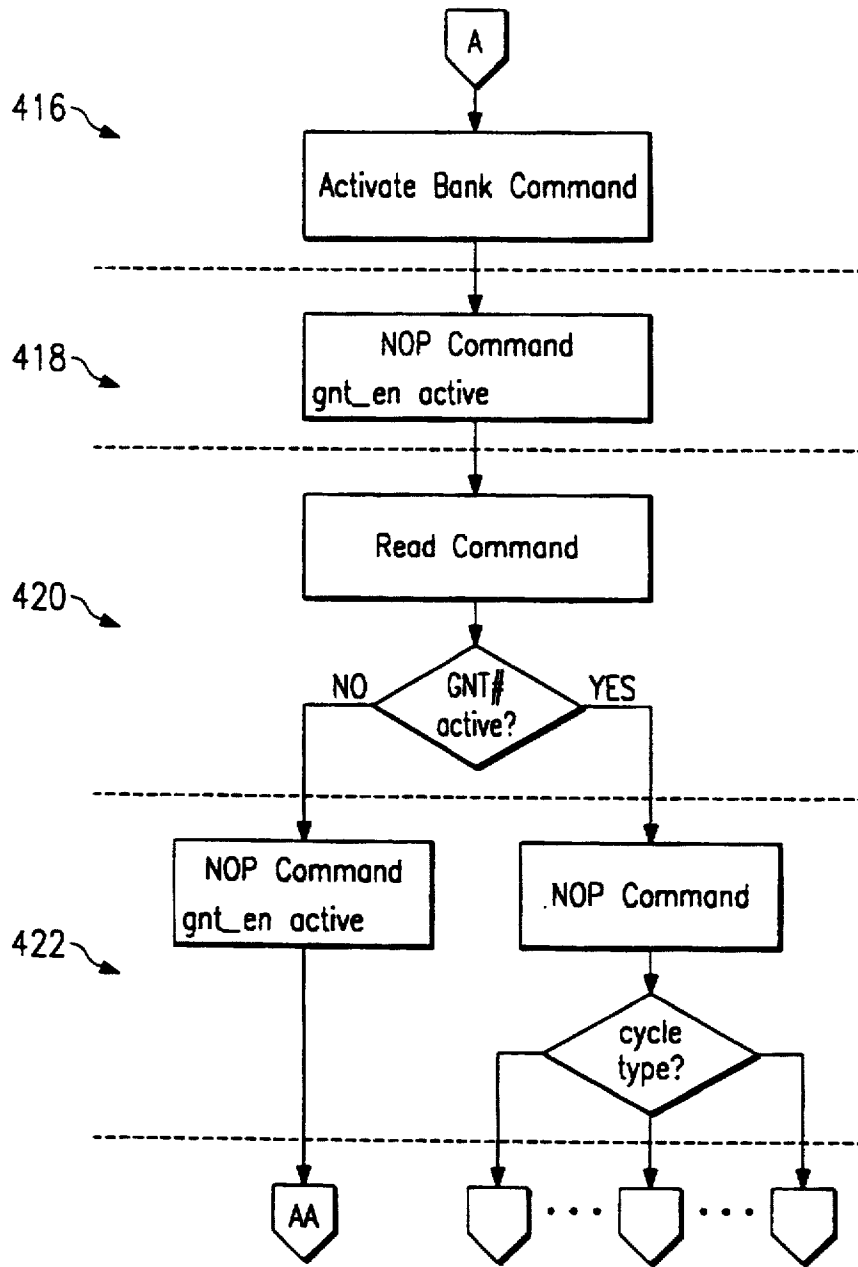 A
416
Activate Bank Command
418
NOP Command
gnt_en active
Read Command
420
NO
GNT#
active?
YES
NOP Command
gnt_en active
NOP Command
422
cycle
type?
AA